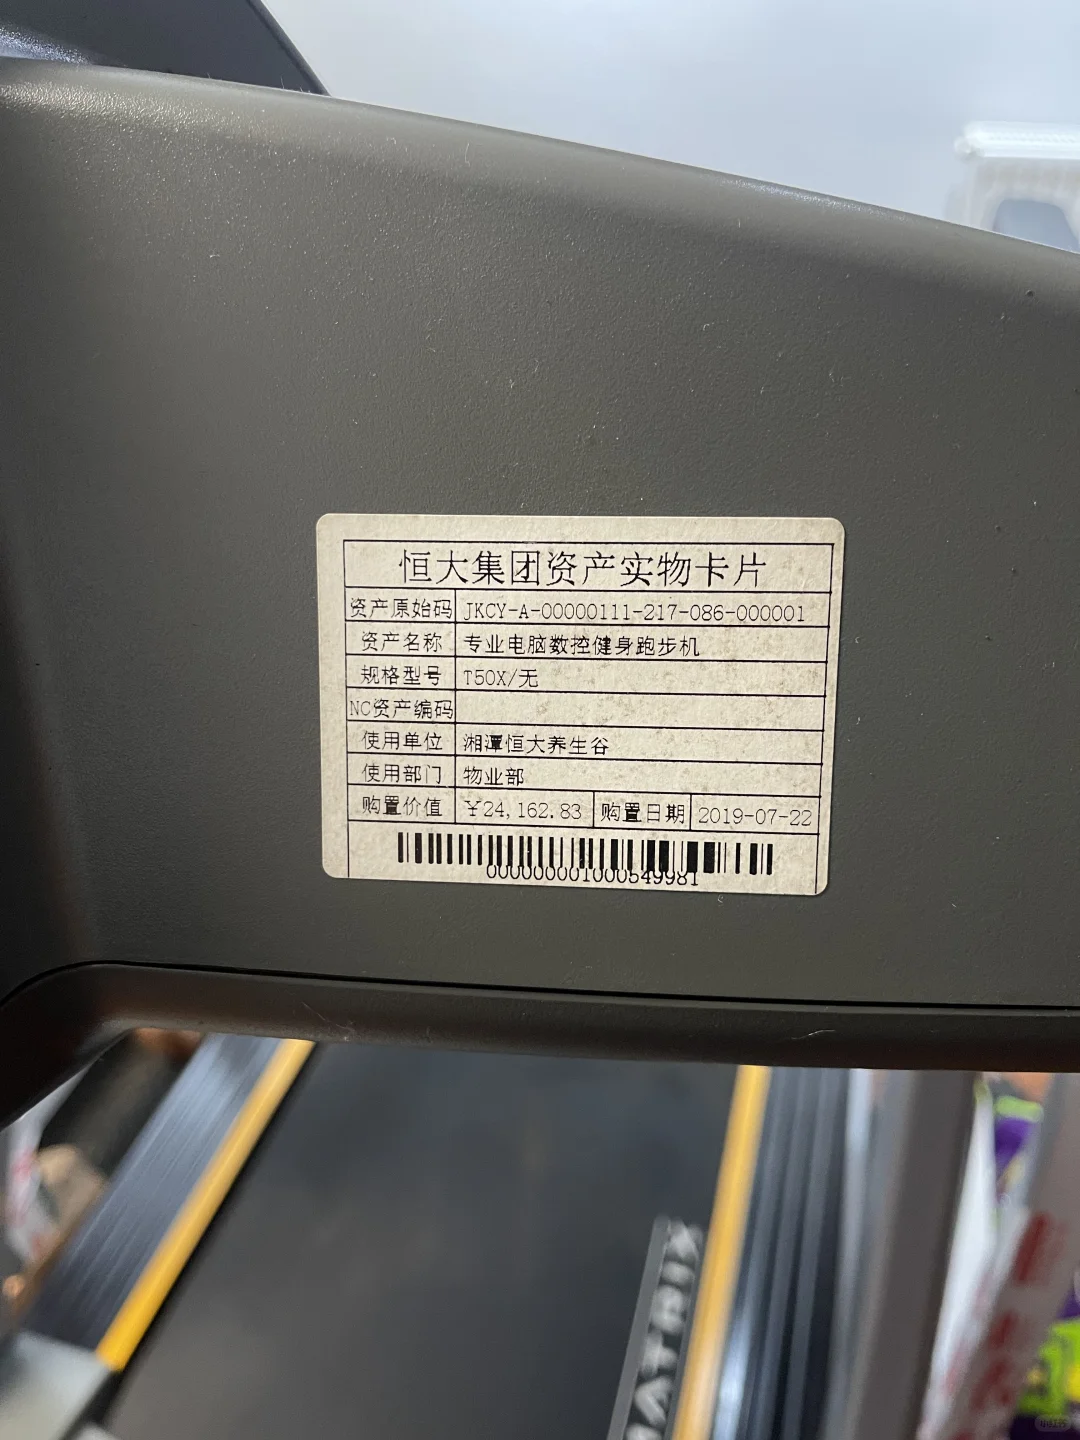 恒大集团资产实物卡片
资产原始码 JKCY-A-00000111-217-086-000001
资产名称 专业电脑数控健身跑步机
规格型号 T50X/无
NC资产编码
使用单位 湘潭恒大养生谷
使用部门 物业部
购置价值 ￥24,162.83 购置日期 2019-07-22
000000001000549981
MATRIX
小红书